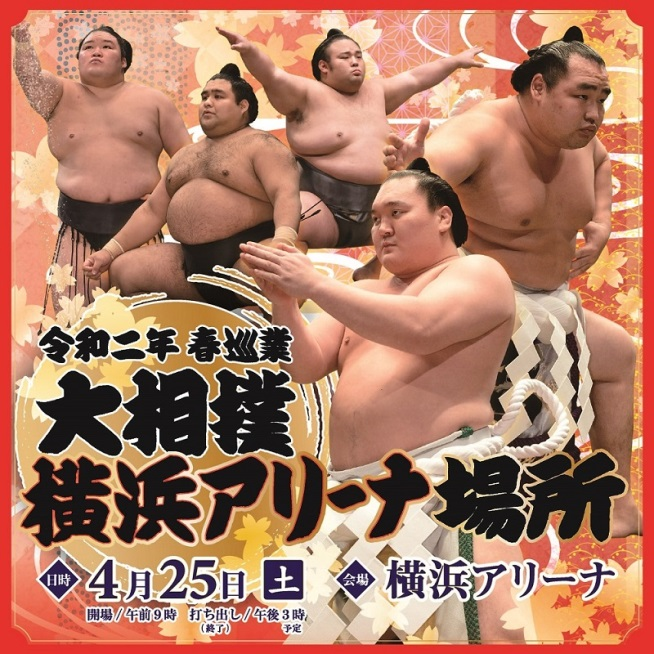 令和二年 春巡業
大相撲
横浜アリーナ場所
日時 4月25日 土 会場 横浜アリーナ
開場/午前9時 打ち出し/午後3時
(終了) 予定